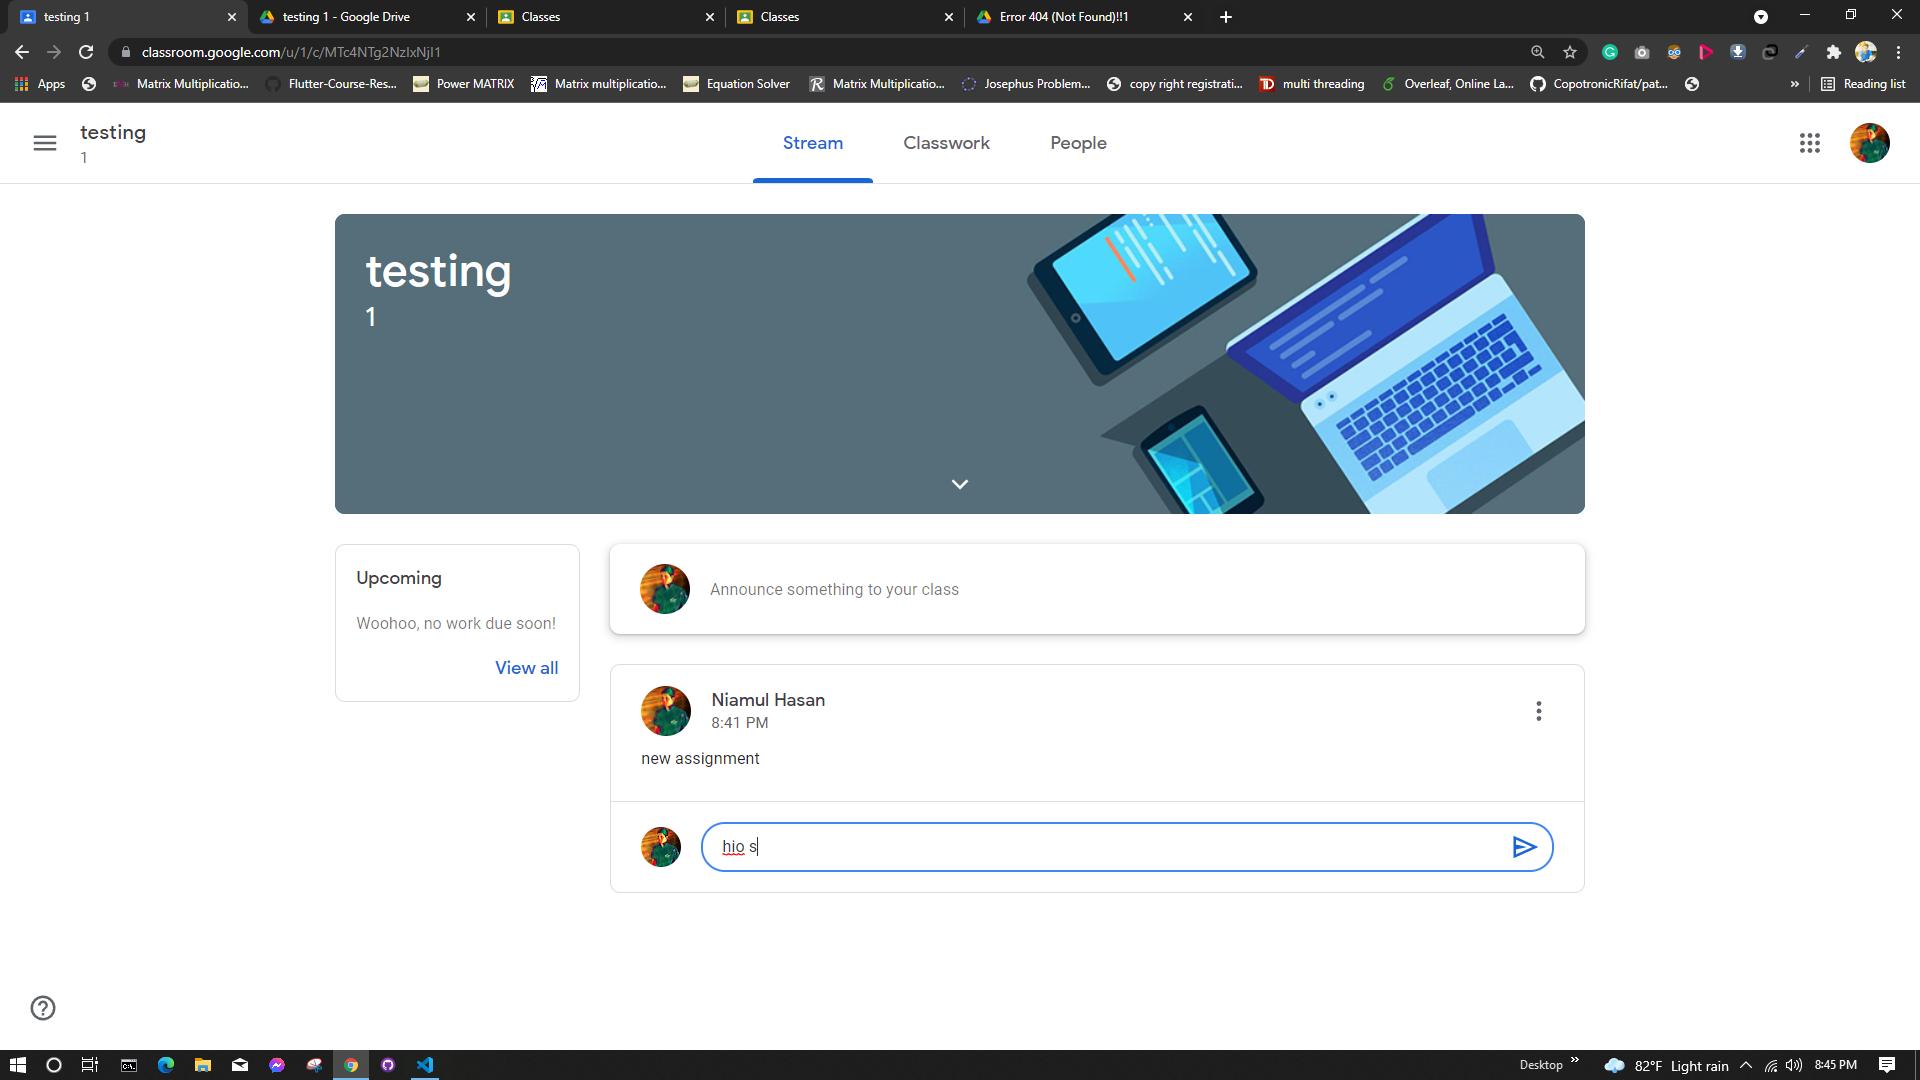 testing 1
testing 1 - Google Drive
Classes
Classes
Error 404 (Not Found)!!1
classroom.google.com/u/1/c/MTc4NTg2NzIxNjI1
Apps
Matrix Multiplicatio...
Flutter-Course-Res...
Power MATRIX
Matrix multiplicatio...
Equation Solver
Matrix Multiplicatio...
Josephus Problem...
copy right registrati...
multi threading
Overleaf, Online La...
CopotronicRifat/pat...
»
Reading list
testing
1
Stream
Classwork
People
testing
1
Upcoming
Woohoo, no work due soon!
View all
Announce something to your class
Niamul Hasan
8:41 PM
new assignment
hio s
Desktop »
82°F Light rain
8:45 PM